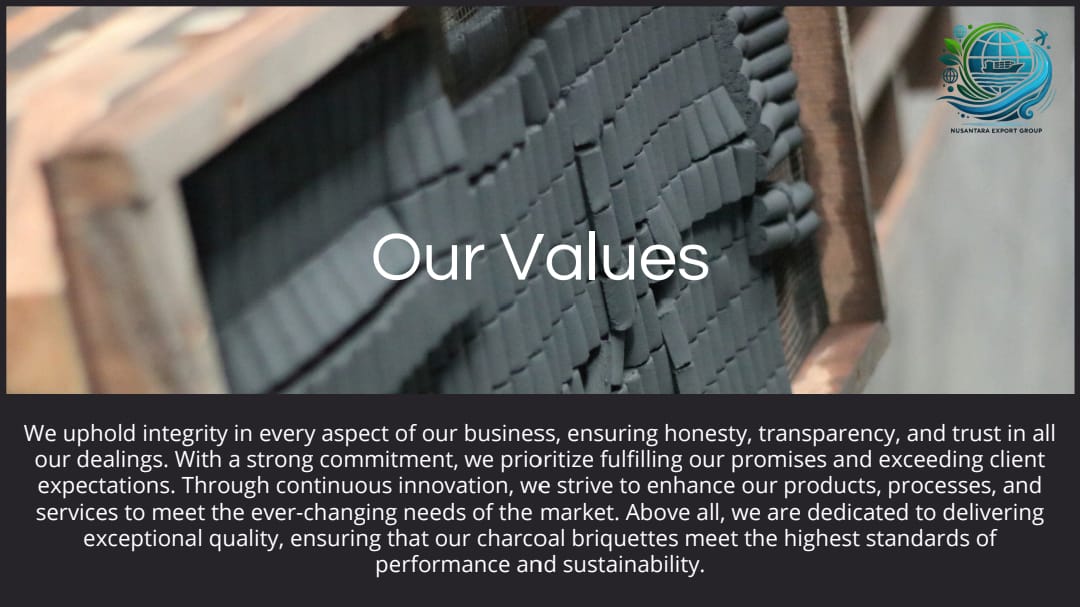 NUSANTARA EXPORT GROUP
Our Values
We uphold integrity in every aspect of our business, ensuring honesty, transparency, and trust in all
our dealings. With a strong commitment, we prioritize fulfilling our promises and exceeding client
expectations. Through continuous innovation, we strive to enhance our products, processes, and
services to meet the ever-changing needs of the market. Above all, we are dedicated to delivering
exceptional quality, ensuring that our charcoal briquettes meet the highest standards of
performance and sustainability.